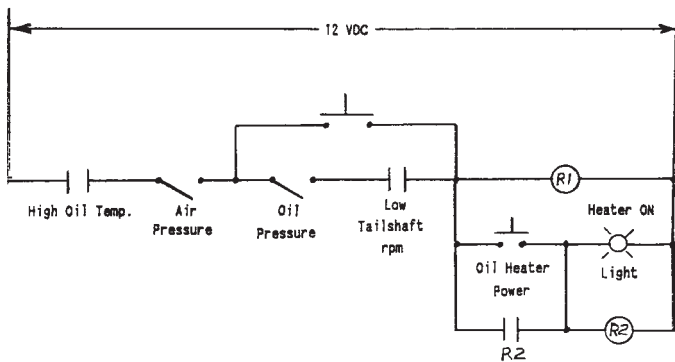 12 VDC
R1
High Oil Temp.
Air
Pressure
Oil
Pressure
Low
Tailshaft
rpm
Heater ON
Oil Heater
Power
Light
R2
R2